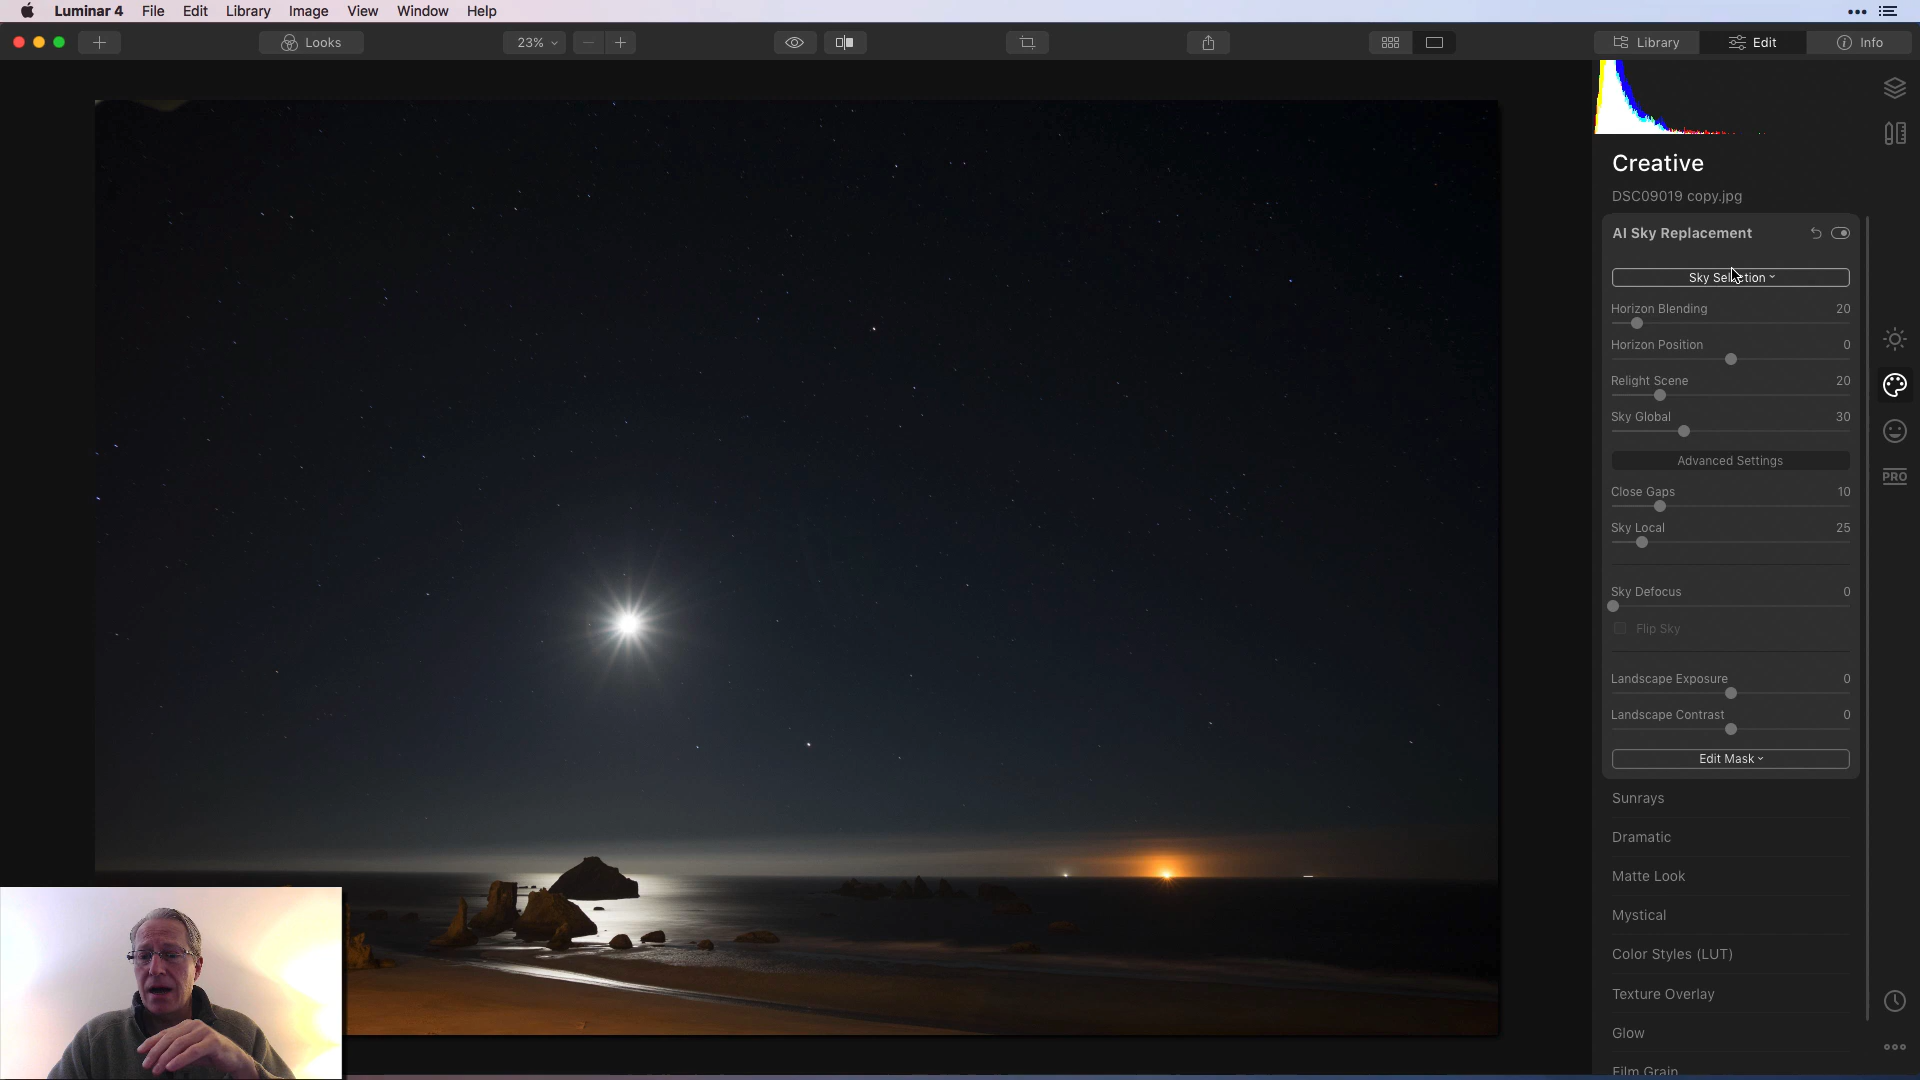 Luminar 4 File Edit Library Image View Window Help
Looks
23%
Library
Edit
Info
Creative
DSC09019 copy.jpg
AI Sky Replacement
Sky Selection
Horizon Blending 20
Horizon Position 0
Relight Scene 20
Sky Global 30
Advanced Settings
Close Gaps 10
Sky Local 25
Sky Defocus 0
Flip Sky
Landscape Exposure 0
Landscape Contrast 0
Edit Mask
Sunrays
Dramatic
Matte Look
Mystical
Color Styles (LUT)
Texture Overlay
Glow
Film Grain
PRO